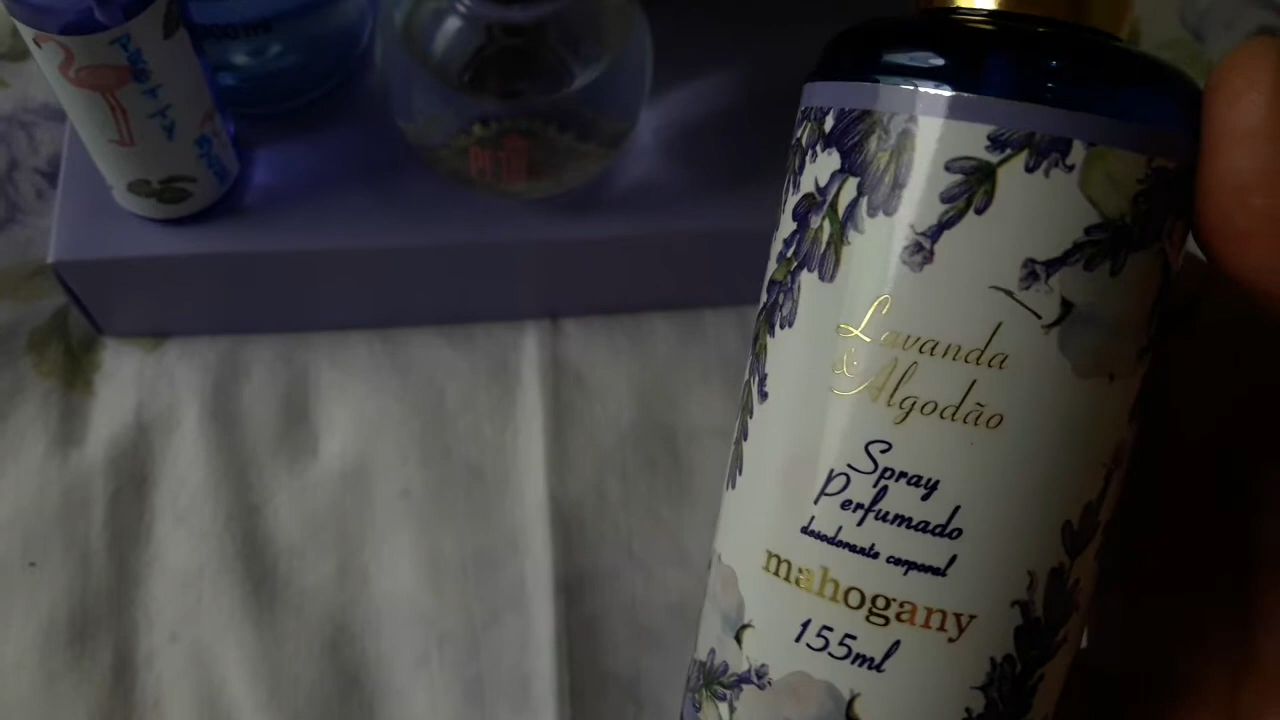 Lavanda
& Algodão
Spray
Perfumado
desodorante corporal
mahogany
155ml